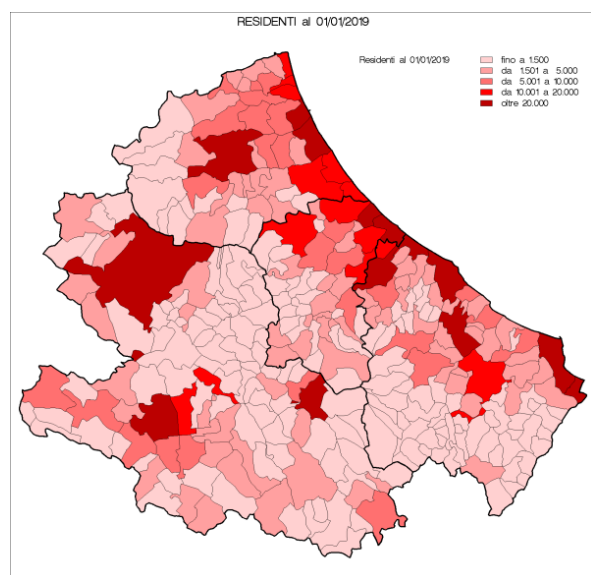 RESIDENTI al 01/01/2019
Residenti al 01/01/2019
fino a 1.500
da 1.501 a 5.000
da 5.001 a 10.000
da 10.001 a 20.000
oltre 20.000